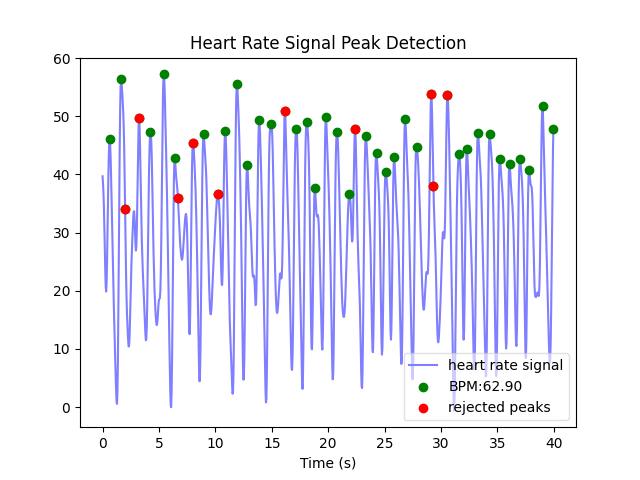 Heart Rate Signal Peak Detection
60
50
40
30
20
10
0
0 5 10 15 20 25 30 35 40
Time (s)
heart rate signal
BPM:62.90
rejected peaks